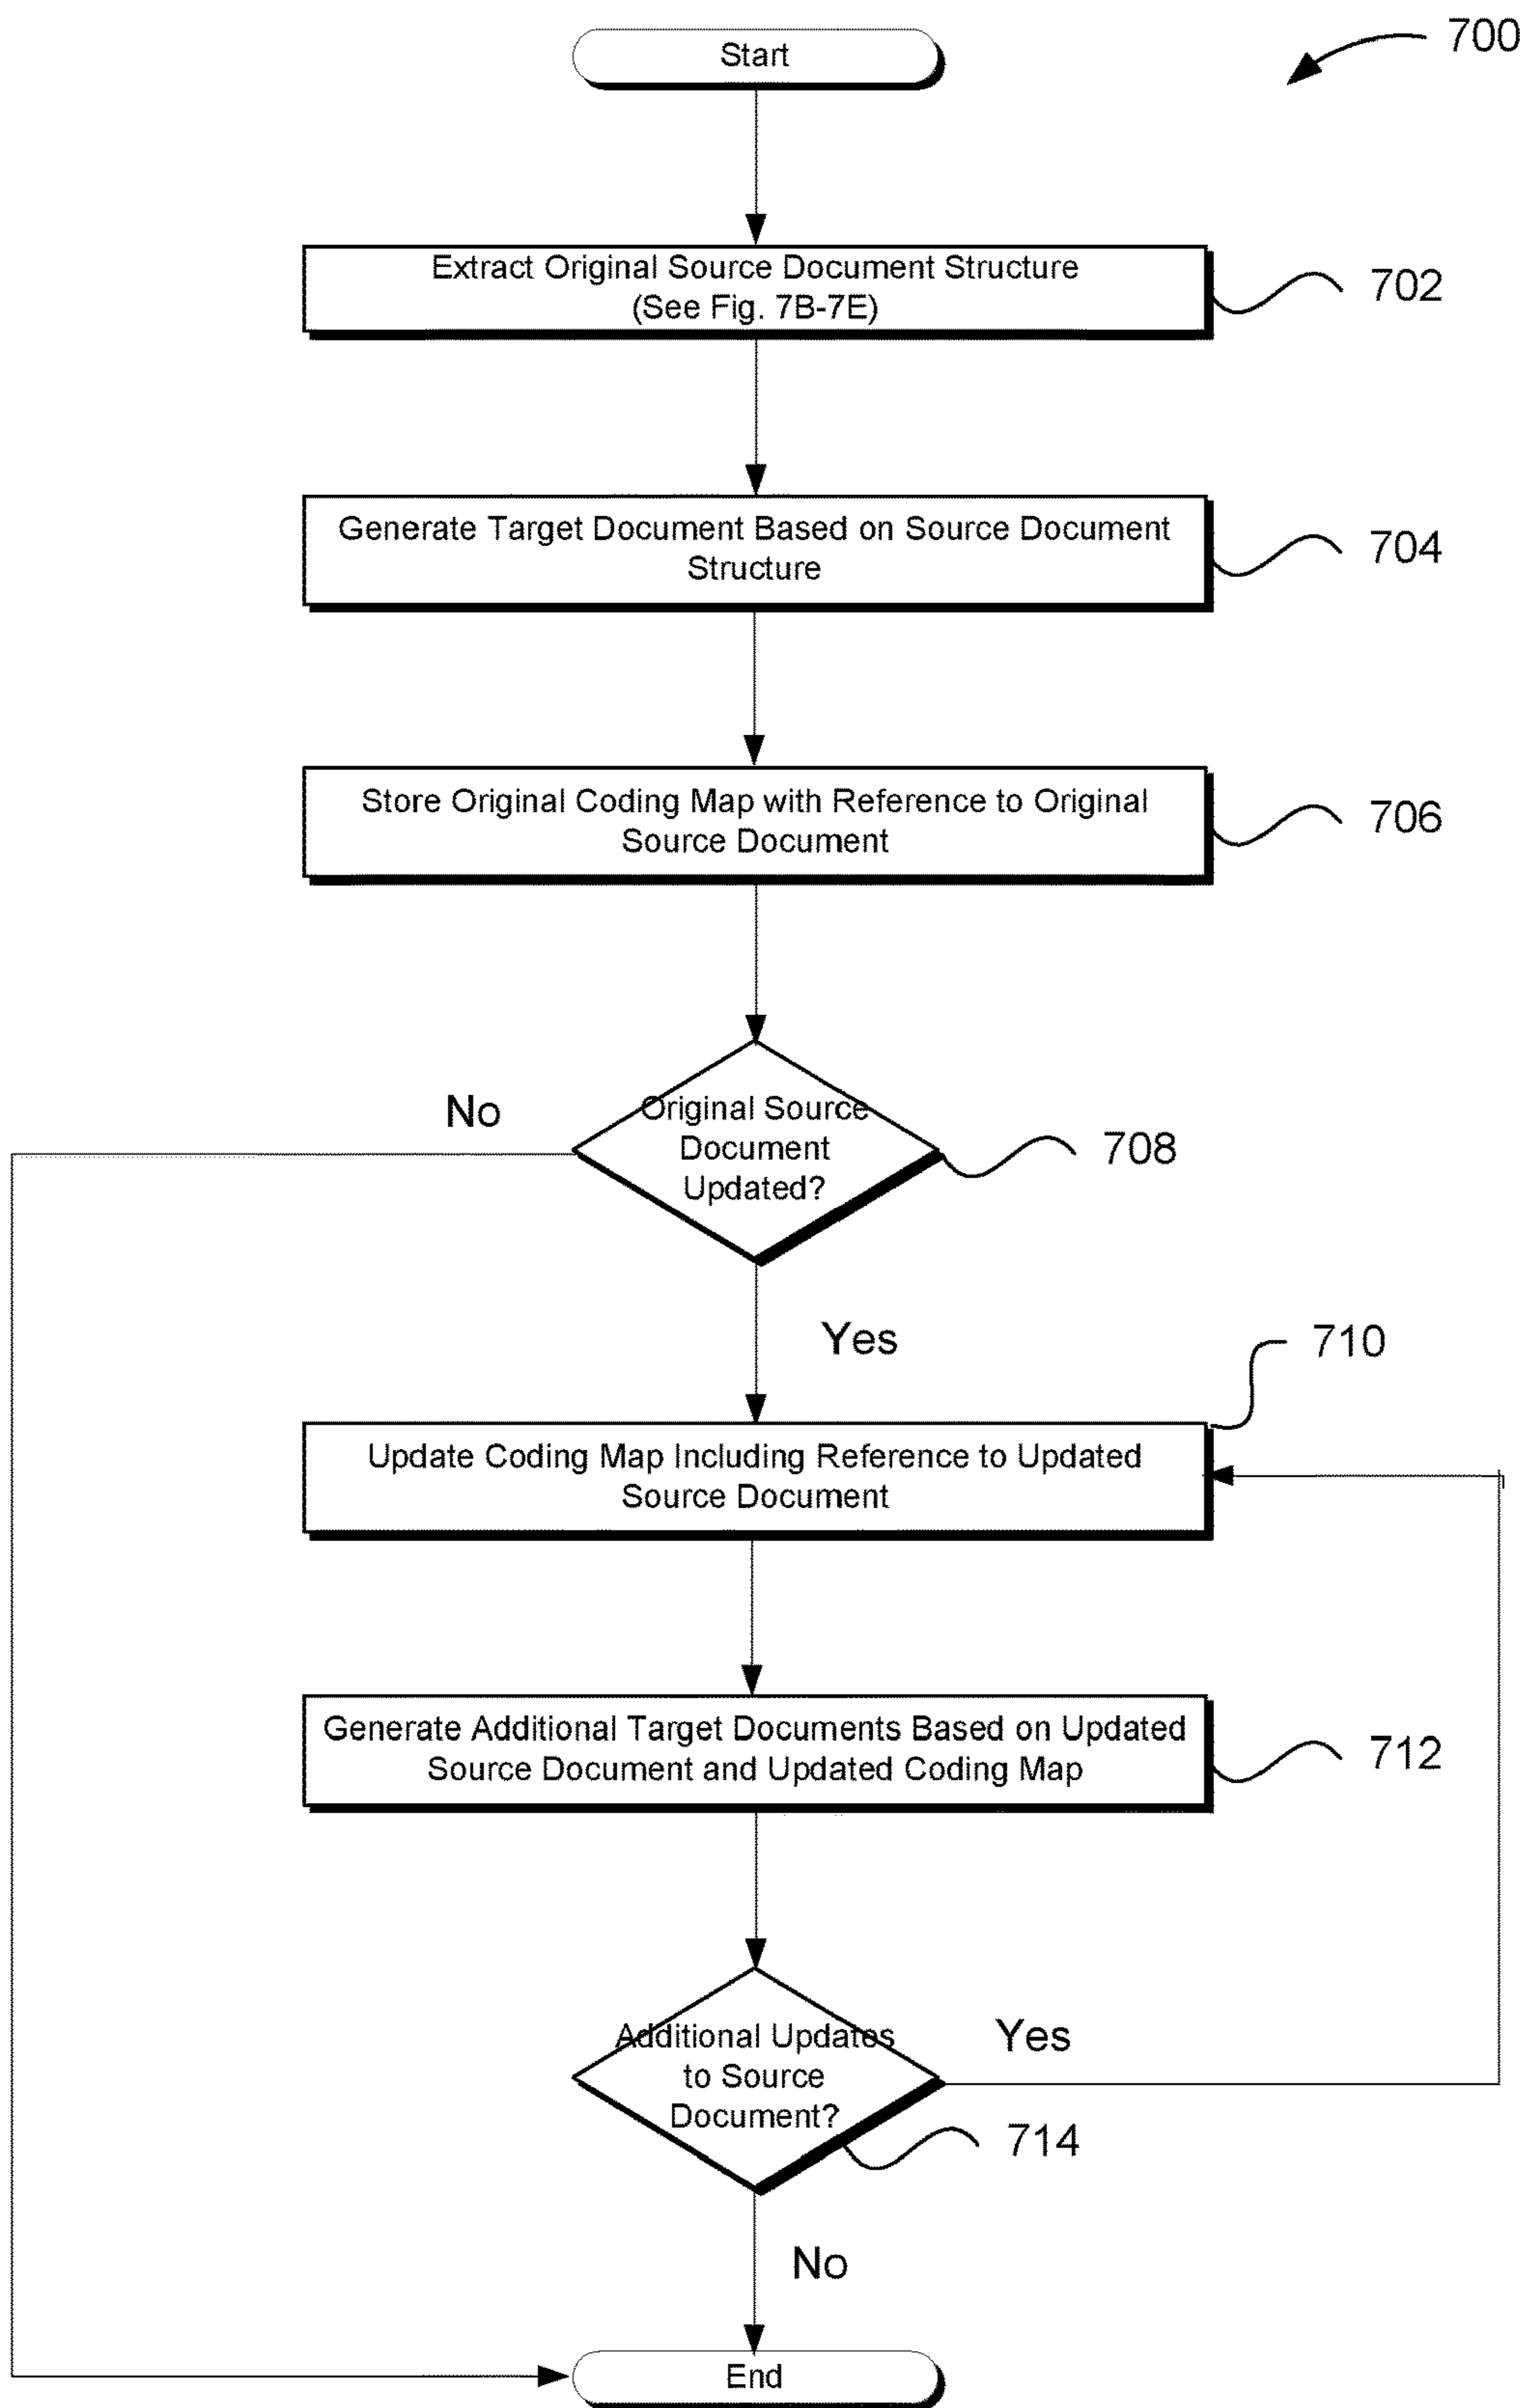 Start
700
Extract Original Source Document Structure
(See Fig. 7B-7E)
702
Generate Target Document Based on Source Document
Structure
704
Store Original Coding Map with Reference to Original
Source Document
706
No
Original Source
Document
Updated?
708
Yes
710
Update Coding Map Including Reference to Updated
Source Document
Generate Additional Target Documents Based on Updated
Source Document and Updated Coding Map
712
Additional Updates
to Source
Document?
Yes
714
No
End